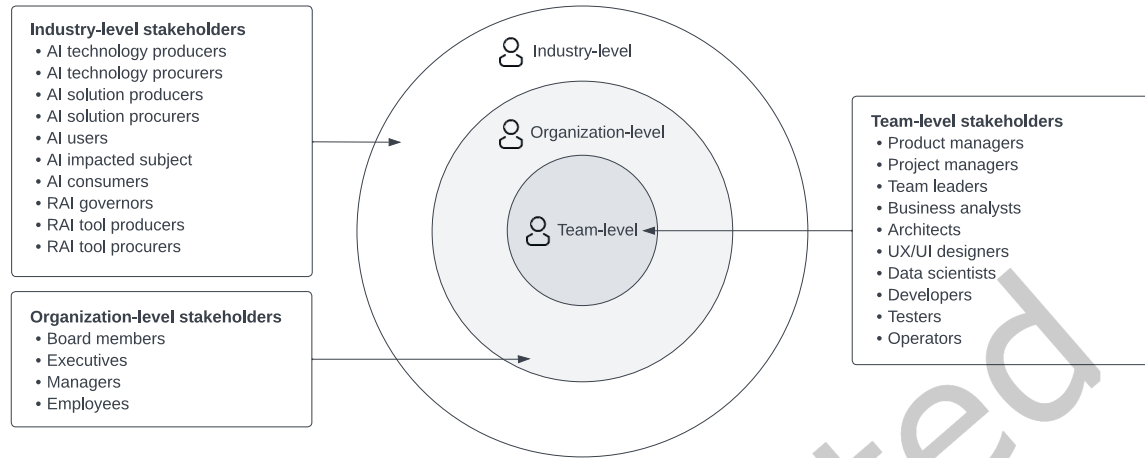 Industry-level stakeholders
• AI technology producers
• AI technology procurers
• AI solution producers
• AI solution procurers
• AI users
• AI impacted subject
• AI consumers
• RAI governors
• RAI tool producers
• RAI tool procurers
Organization-level stakeholders
• Board members
• Executives
• Managers
• Employees
Industry-level
Organization-level
Team-level
Team-level stakeholders
• Product managers
• Project managers
• Team leaders
• Business analysts
• Architects
• UX/UI designers
• Data scientists
• Developers
• Testers
• Operators
ted